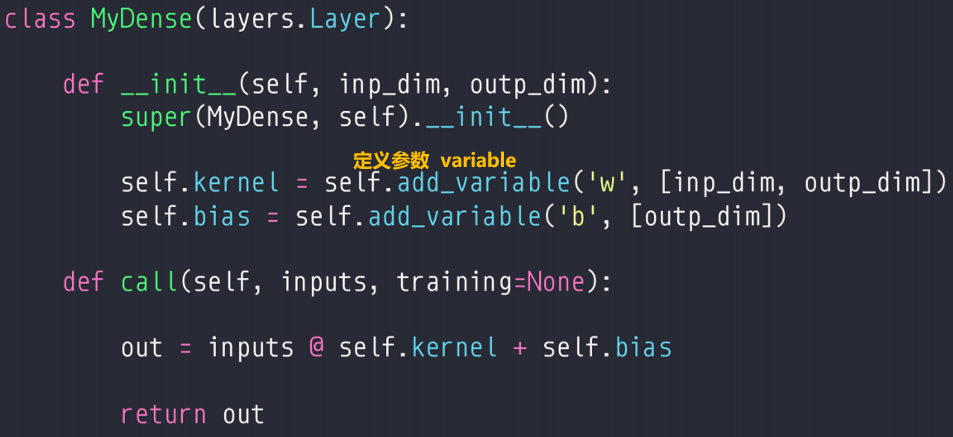 class MyDense(layers.Layer):
def __init__(self, inp_dim, outp_dim):
super(MyDense, self).__init__()
定义参数 variable
self.kernel = self.add_variable('w', [inp_dim, outp_dim])
self.bias = self.add_variable('b', [outp_dim])
def call(self, inputs, training=None):
out = inputs @ self.kernel + self.bias
return out